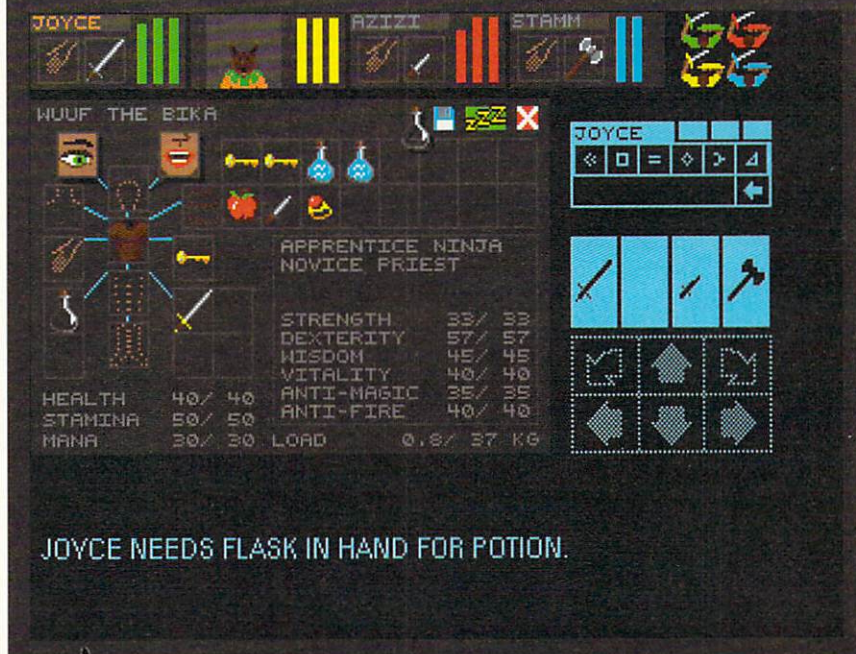 JOYCE
AZIZI
STAMM
WUUF THE BIKA
ZZZ
JOYCE
APPRENTICE NINJA
NOVICE PRIEST
STRENGTH 33/ 33
DEXTERITY 57/ 57
WISDOM 45/ 45
VITALITY 40/ 40
ANTI-MAGIC 35/ 35
ANTI-FIRE 40/ 40
HEALTH 40/ 40
STAMINA 50/ 50
MANA 30/ 30
LOAD 0.8/ 37 KG
JOYCE NEEDS FLASK IN HAND FOR POTION.